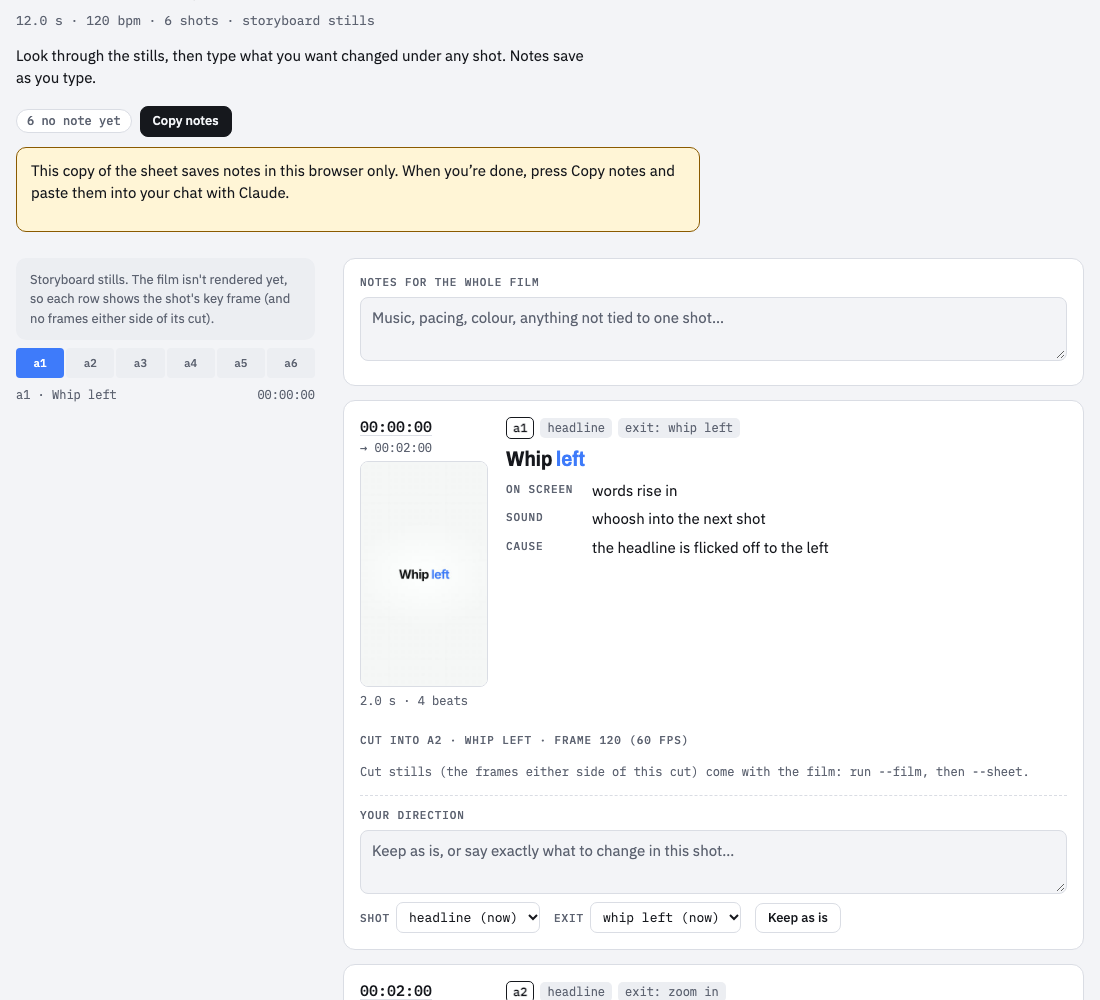 12.0 s · 120 bpm · 6 shots · storyboard stills
Look through the stills, then type what you want changed under any shot. Notes save
as you type.
6 no note yet
Copy notes
This copy of the sheet saves notes in this browser only. When you’re done, press Copy notes and
paste them into your chat with Claude.
Storyboard stills. The film isn't rendered yet,
so each row shows the shot's key frame (and
no frames either side of its cut).
a1 a2 a3 a4 a5 a6
a1 · Whip left 00:00:00
NOTES FOR THE WHOLE FILM
Music, pacing, colour, anything not tied to one shot…
00:00:00
→ 00:02:00
Whip left
2.0 s · 4 beats
a1 headline exit: whip left
Whip left
ON SCREEN words rise in
SOUND whoosh into the next shot
CAUSE the headline is flicked off to the left
CUT INTO A2 · WHIP LEFT · FRAME 120 (60 FPS)
Cut stills (the frames either side of this cut) come with the film: run --film, then --sheet.
YOUR DIRECTION
Keep as is, or say exactly what to change in this shot…
SHOT headline (now) EXIT whip left (now) Keep as is
00:02:00 a2 headline exit: zoom in